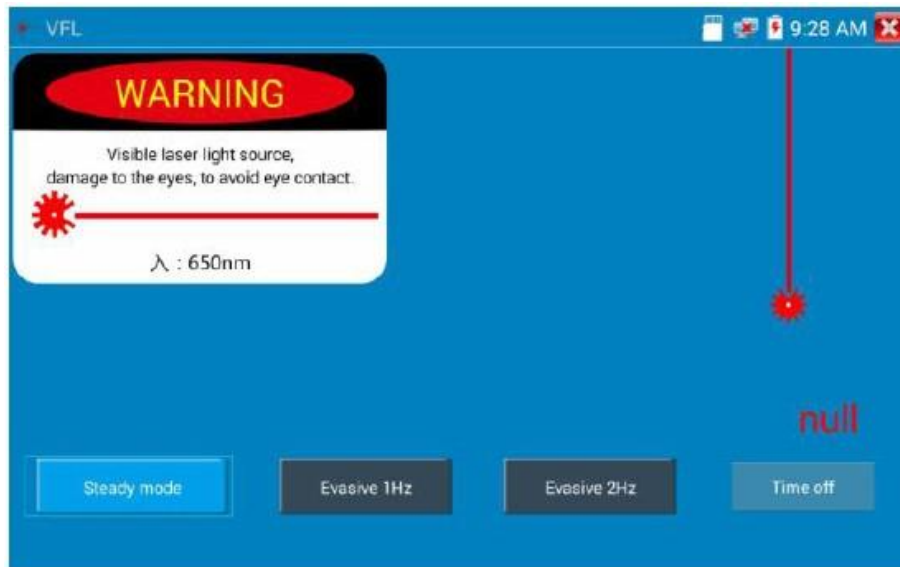 VFL
9:28 AM
WARNING
Visible laser light source,
damage to the eyes, to avoid eye contact.
入 : 650nm
null
Steady mode
Evasive 1Hz
Evasive 2Hz
Time off